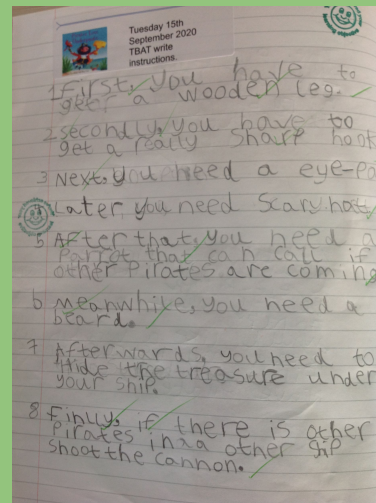 Tuesday 15th
September 2020
TBAT write
instructions.
1 First, you have to
get a wooden leg.
2 secondly, you have to
get a really sharp hook
3 Next, you need a eye-pa
Later, you need scary hat,
5 After that, you need a
parrot that can call if
other pirates are coming
6 meanwhile, you need a
beard.
7 Afterwards, you need to
Hide the treasure under
your ship.
8 Finlly, if there is other
pirates in a other ship
shoot the cannon.